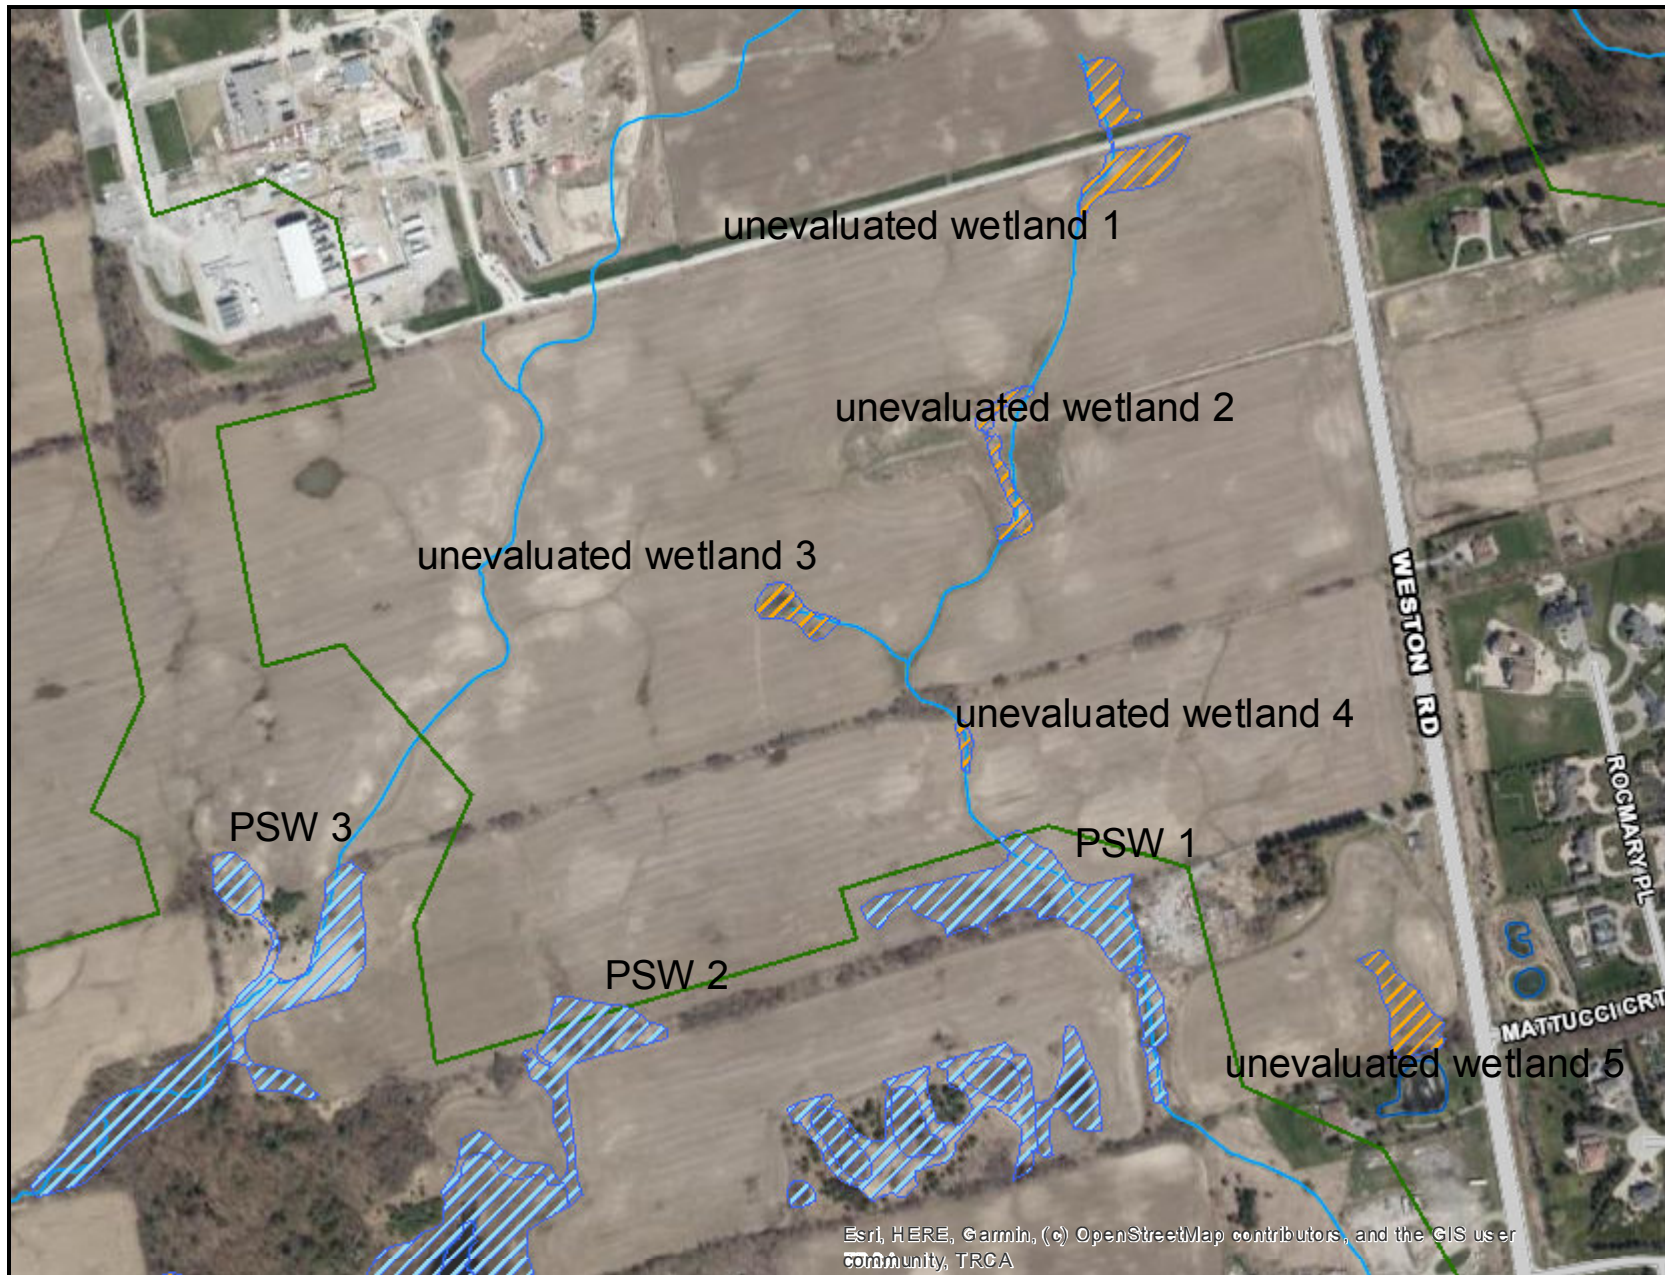 unevaluated wetland 1
unevaluated wetland 2
unevaluated wetland 3
WESTON RD
unevaluated wetland 4
ROCMARY PL
PSW 3
PSW 1
PSW 2
MATTUCCI CRT
unevaluated wetland 5
Esri, HERE, Garmin, (c) OpenStreetMap contributors, and the GIS user
community, TRCA